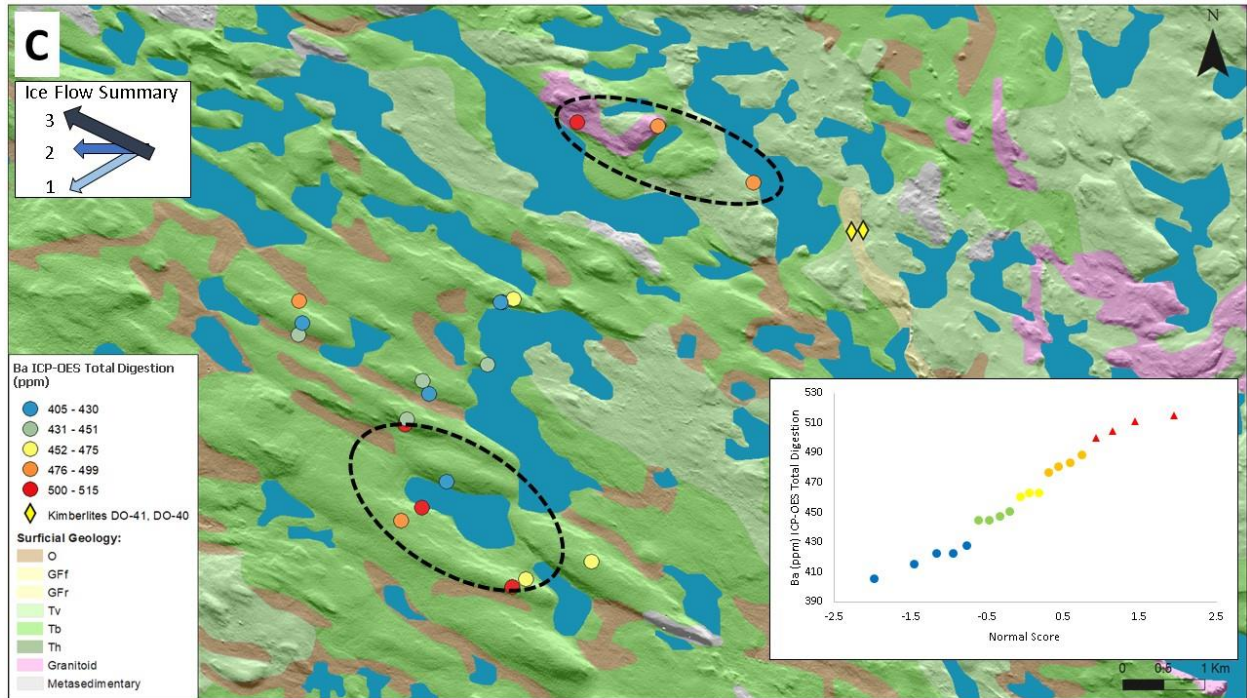 C
N
Ice Flow Summary
3
2
1
Ba ICP-OES Total Digestion
(ppm)
405 - 430
431 - 451
452 - 475
476 - 499
500 - 515
Kimberlites DO-41, DO-40
Surficial Geology:
O
GFf
GFr
Tv
Tb
Th
Granitoid
Metasedimentary
Ba (ppm) ICP-OES Total Digestion
530
510
490
470
450
430
410
390
-2.5
-1.5
-0.5
0.5
1.5
2.5
Normal Score
0 0.5 1 Km